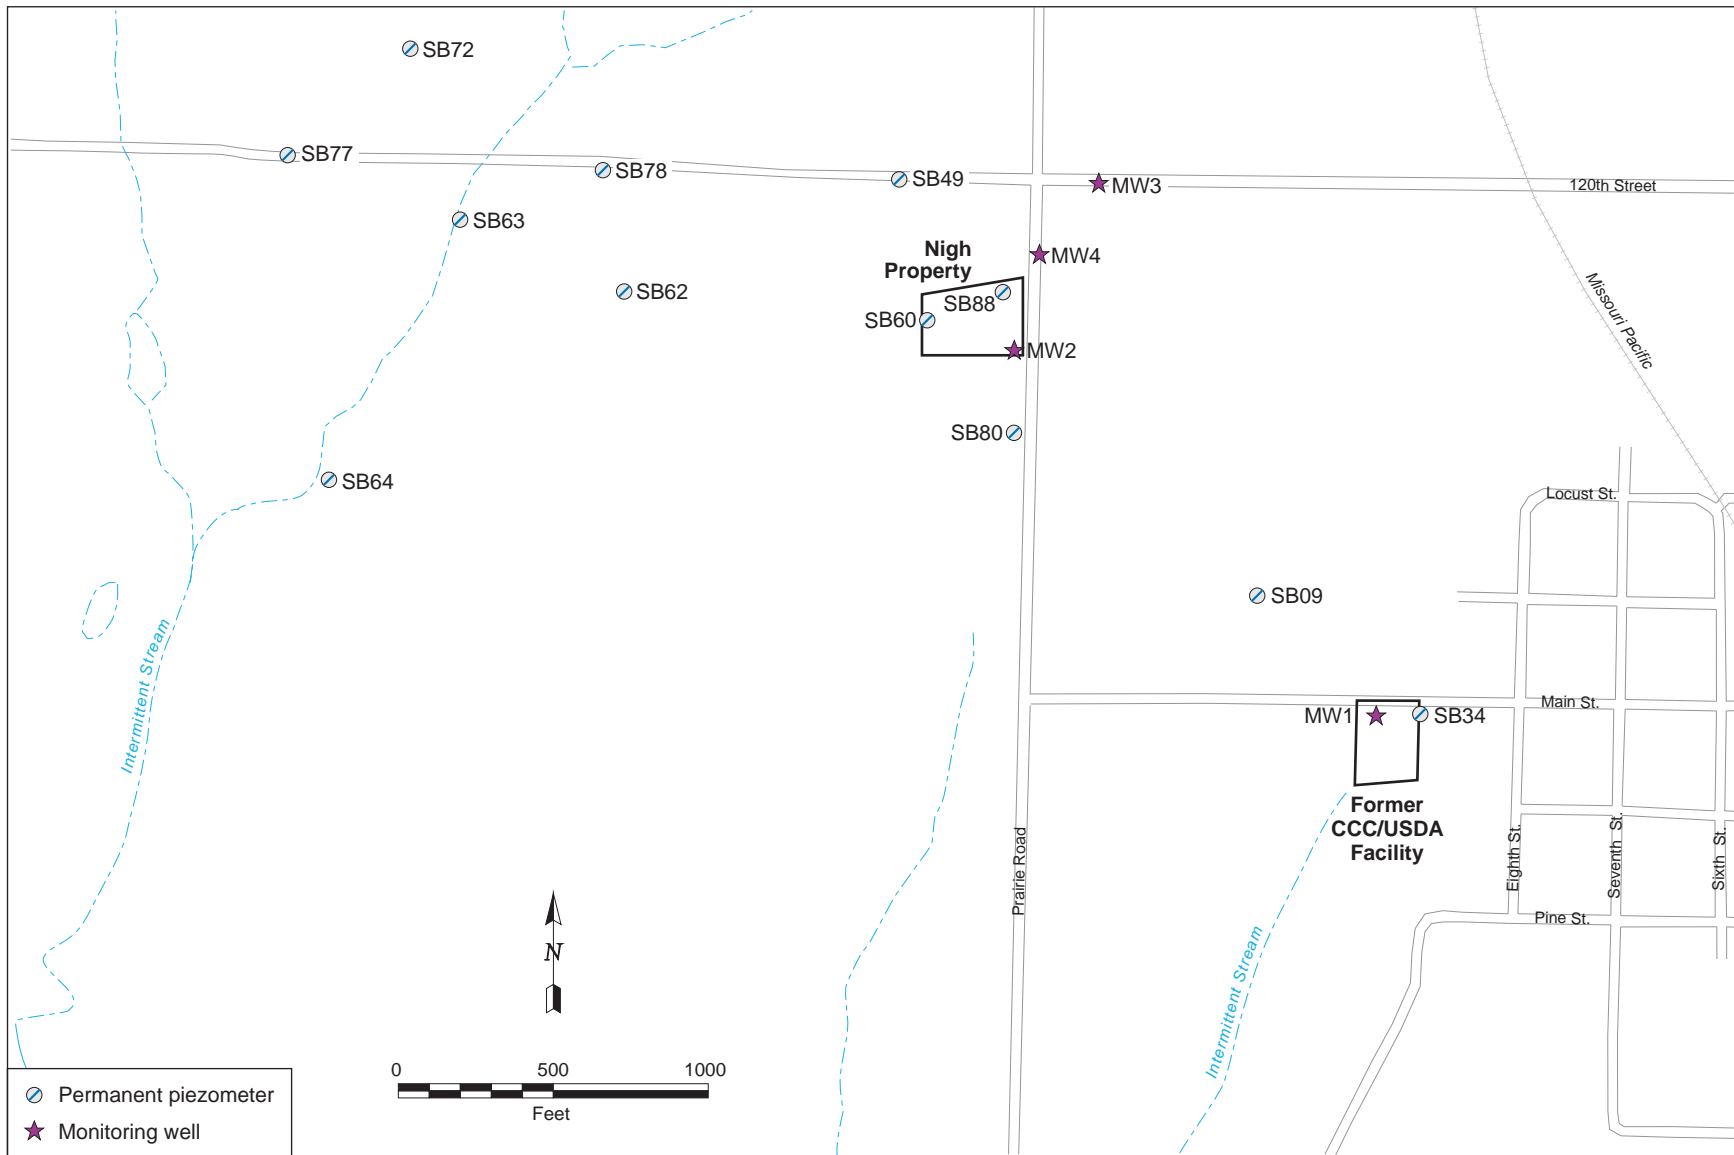 SB72
SB77
SB78
SB49
MW3
120th Street
SB63
Nigh
Property
MW4
SB62
SB88
SB60
MW2
Missouri Pacific
SB80
SB64
Locust St.
SB09
Intermittent Stream
Main St.
MW1
SB34
Former
CCC/USDA
Facility
Prairie Road
Eighth St.
Seventh St.
Sixth St.
Pine St.
N
Intermittent Stream
0 500 1000
Feet
Permanent piezometer
Monitoring well